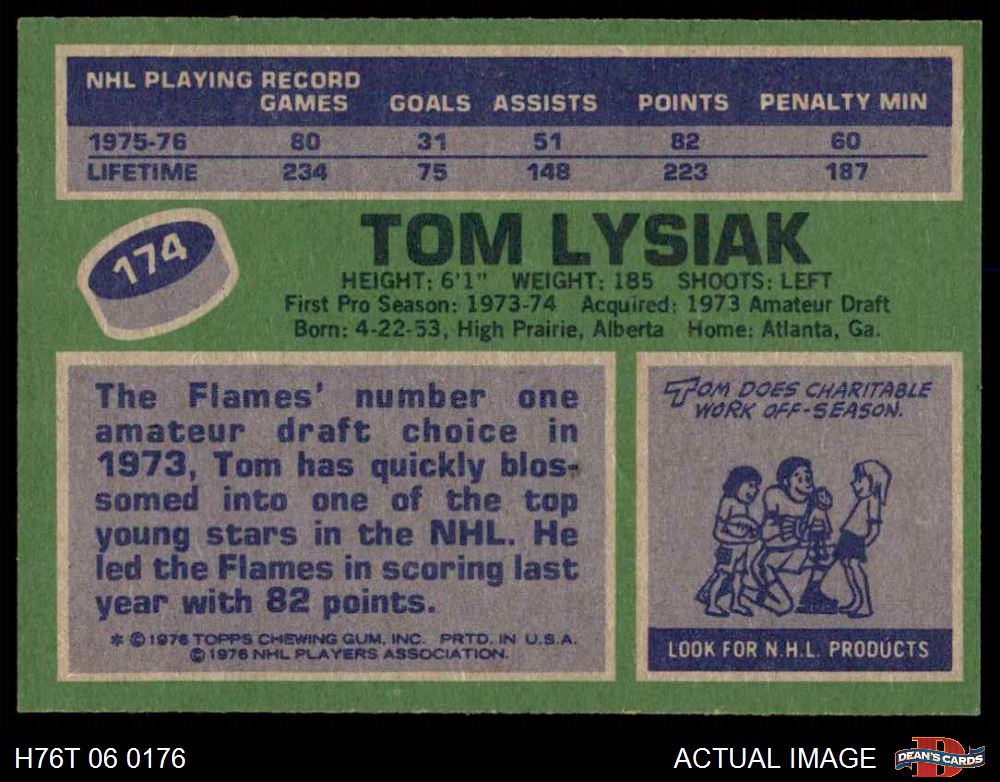 NHL PLAYING RECORD
GAMES GOALS ASSISTS POINTS PENALTY MIN
1975-76 80 31 51 82 60
LIFETIME 234 75 148 223 187
174
TOM LYSIAK
HEIGHT: 6'1" WEIGHT: 185 SHOOTS: LEFT
First Pro Season: 1973-74 Acquired: 1973 Amateur Draft
Born: 4-22-53, High Prairie, Alberta Home: Atlanta, Ga.
The Flames' number one
amateur draft choice in
1973, Tom has quickly blos-
somed into one of the top
young stars in the NHL. He
led the Flames in scoring last
year with 82 points.
* © 1976 TOPPS CHEWING GUM, INC. PRTD. IN U.S.A.
© 1976 NHL PLAYERS ASSOCIATION.
TOM DOES CHARITABLE
WORK OFF-SEASON.
LOOK FOR N.H.L. PRODUCTS
H76T 06 0176
ACTUAL IMAGE
D
DEAN'S CARDS